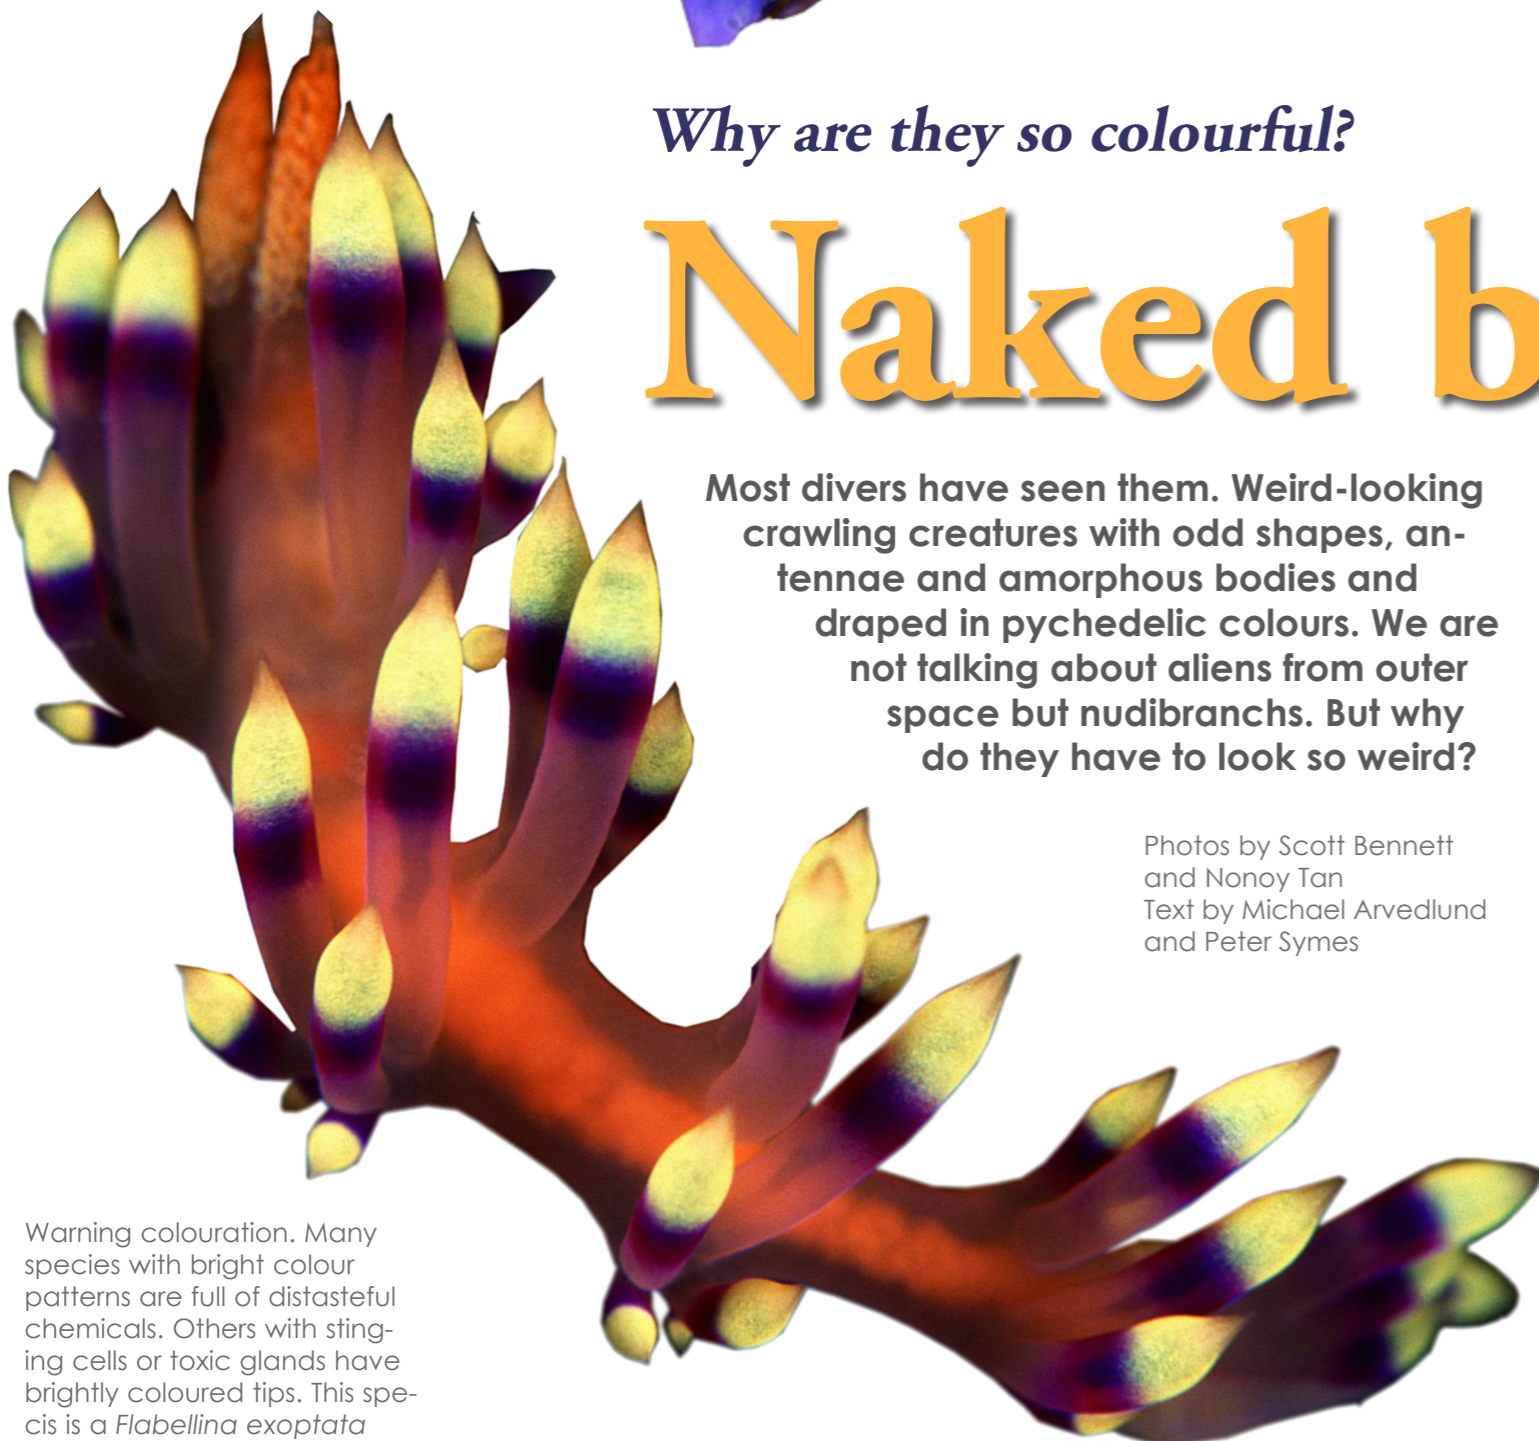 Why are they so colourful?
Naked b
Most divers have seen them. Weird-looking
crawling creatures with odd shapes, an-
tennae and amorphous bodies and
draped in pychedelic colours. We are
not talking about aliens from outer
space but nudibranchs. But why
do they have to look so weird?
Photos by Scott Bennett
and Nonoy Tan
Text by Michael Arvedlund
and Peter Symes
Warning colouration. Many
species with bright colour
patterns are full of distasteful
chemicals. Others with sting-
ing cells or toxic glands have
brightly coloured tips. This spe-
cis is a Flabellina exoptata